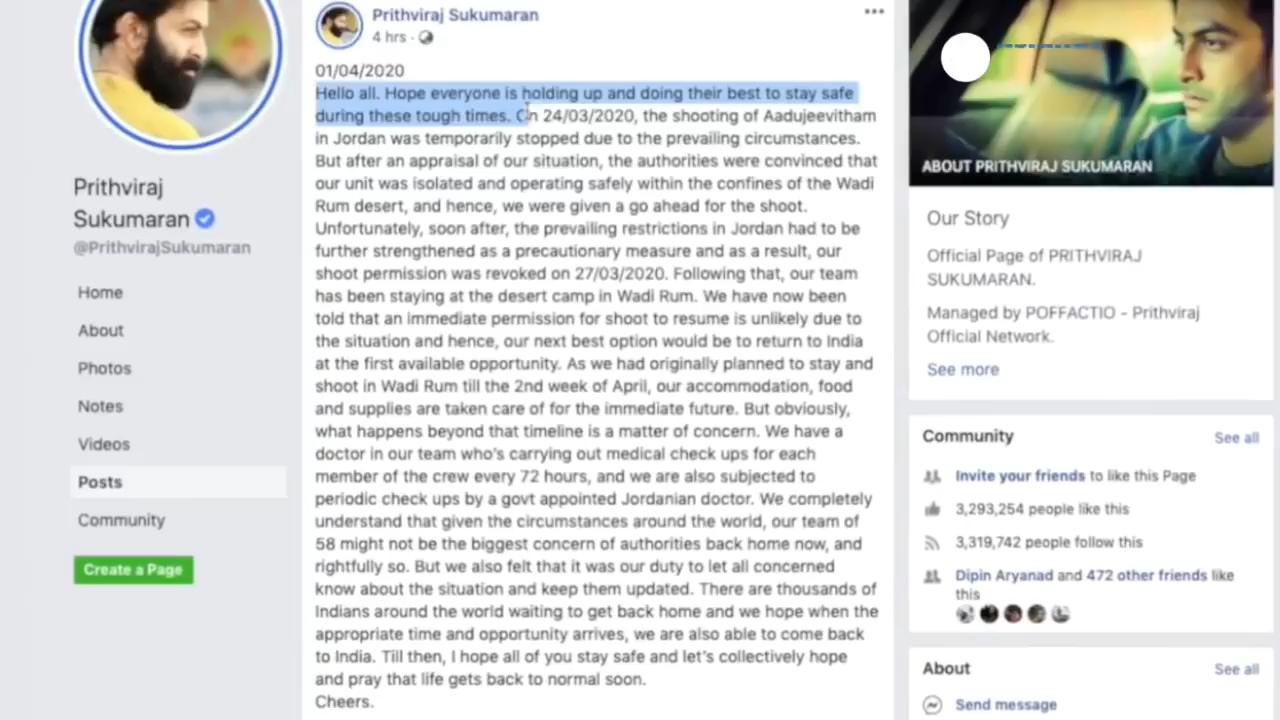 Prithviraj
Sukumaran
@PrithvirajSukumaran
Home
About
Photos
Notes
Videos
Posts
Community
Create a Page
Prithviraj Sukumaran
4 hrs ·
01/04/2020
Hello all. Hope everyone is holding up and doing their best to stay safe
during these tough times. On 24/03/2020, the shooting of Aadujeevitham
in Jordan was temporarily stopped due to the prevailing circumstances.
But after an appraisal of our situation, the authorities were convinced that
our unit was isolated and operating safely within the confines of the Wadi
Rum desert, and hence, we were given a go ahead for the shoot.
Unfortunately, soon after, the prevailing restrictions in Jordan had to be
further strengthened as a precautionary measure and as a result, our
shoot permission was revoked on 27/03/2020. Following that, our team
has been staying at the desert camp in Wadi Rum. We have now been
told that an immediate permission for shoot to resume is unlikely due to
the situation and hence, our next best option would be to return to India
at the first available opportunity. As we had originally planned to stay and
shoot in Wadi Rum till the 2nd week of April, our accommodation, food
and supplies are taken care of for the immediate future. But obviously,
what happens beyond that timeline is a matter of concern. We have a
doctor in our team who's carrying out medical check ups for each
member of the crew every 72 hours, and we are also subjected to
periodic check ups by a govt appointed Jordanian doctor. We completely
understand that given the circumstances around the world, our team of
58 might not be the biggest concern of authorities back home now, and
rightfully so. But we also felt that it was our duty to let all concerned
know about the situation and keep them updated. There are thousands of
Indians around the world waiting to get back home and we hope when the
appropriate time and opportunity arrives, we are also able to come back
to India. Till then, I hope all of you stay safe and let's collectively hope
and pray that life gets back to normal soon.
Cheers.
ABOUT PRITHVIRAJ SUKUMARAN
Our Story
Official Page of PRITHVIRAJ
SUKUMARAN.
Managed by POFFACTIO - Prithviraj
Official Network.
See more
Community See all
Invite your friends to like this Page
3,293,254 people like this
3,319,742 people follow this
Dipin Aryanad and 472 other friends like
this
About See all
Send message